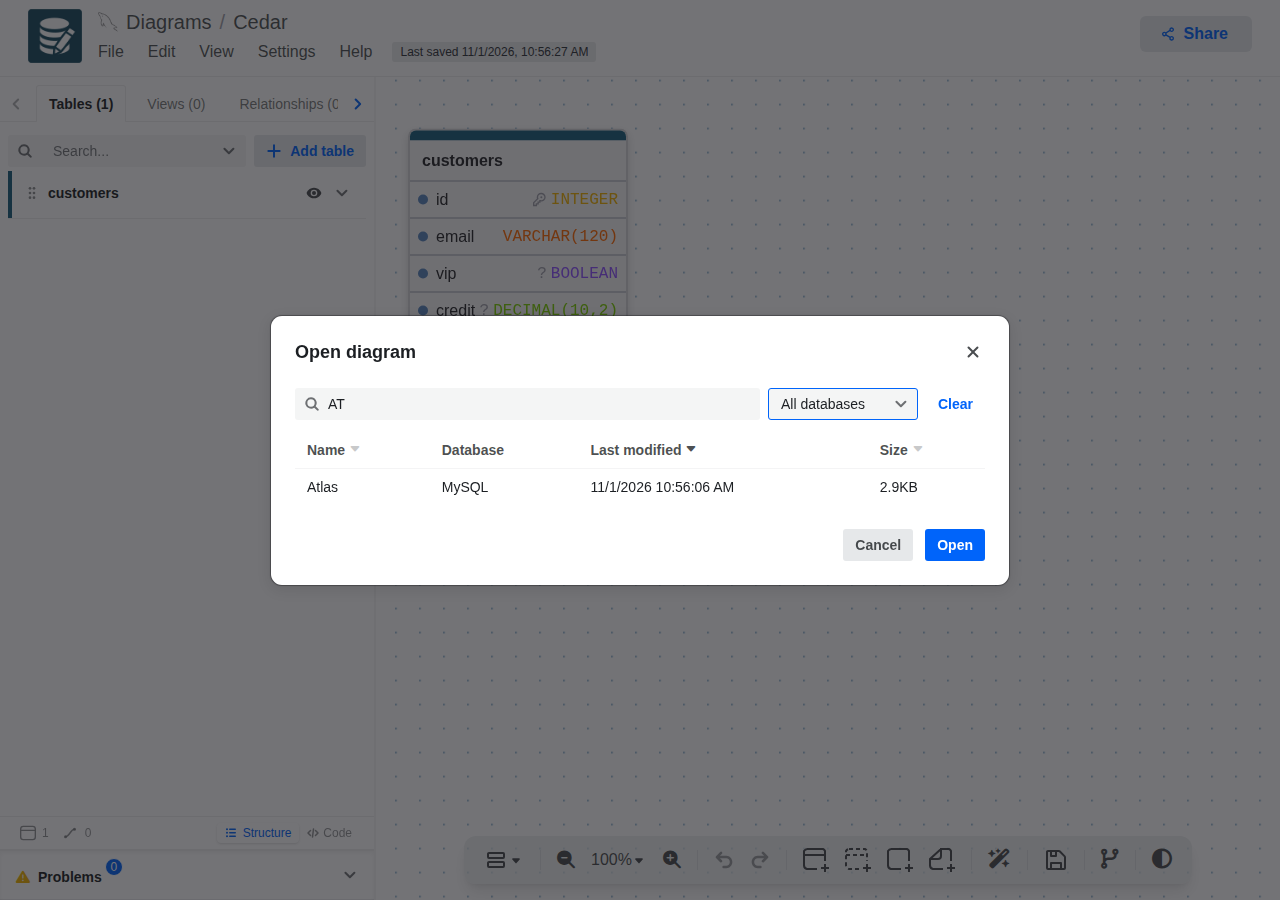 Diagrams / Cedar
File Edit View Settings Help Last saved 11/1/2026, 10:56:27 AM
Share
Tables (1) Views (0) Relationships (0
Search...
Add table
customers
customers
id INTEGER
email VARCHAR(120)
vip ? BOOLEAN
credit ? DECIMAL(10,2)
Open diagram
AT
All databases
Clear
Name Database Last modified Size
Atlas MySQL 11/1/2026 10:56:06 AM 2.9KB
Cancel Open
1 0 Structure Code
Problems 0
100%